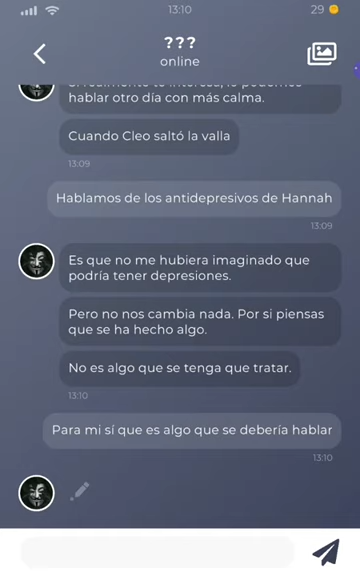 13:10
29
???
online
hablar otro día con más calma.
Cuando Cleo saltó la valla
13:09
Hablamos de los antidepresivos de Hannah
13:09
Es que no me hubiera imaginado que
podría tener depresiones.
Pero no nos cambia nada. Por si piensas
que se ha hecho algo.
No es algo que se tenga que tratar.
13:10
Para mi sí que es algo que se debería hablar
13:10